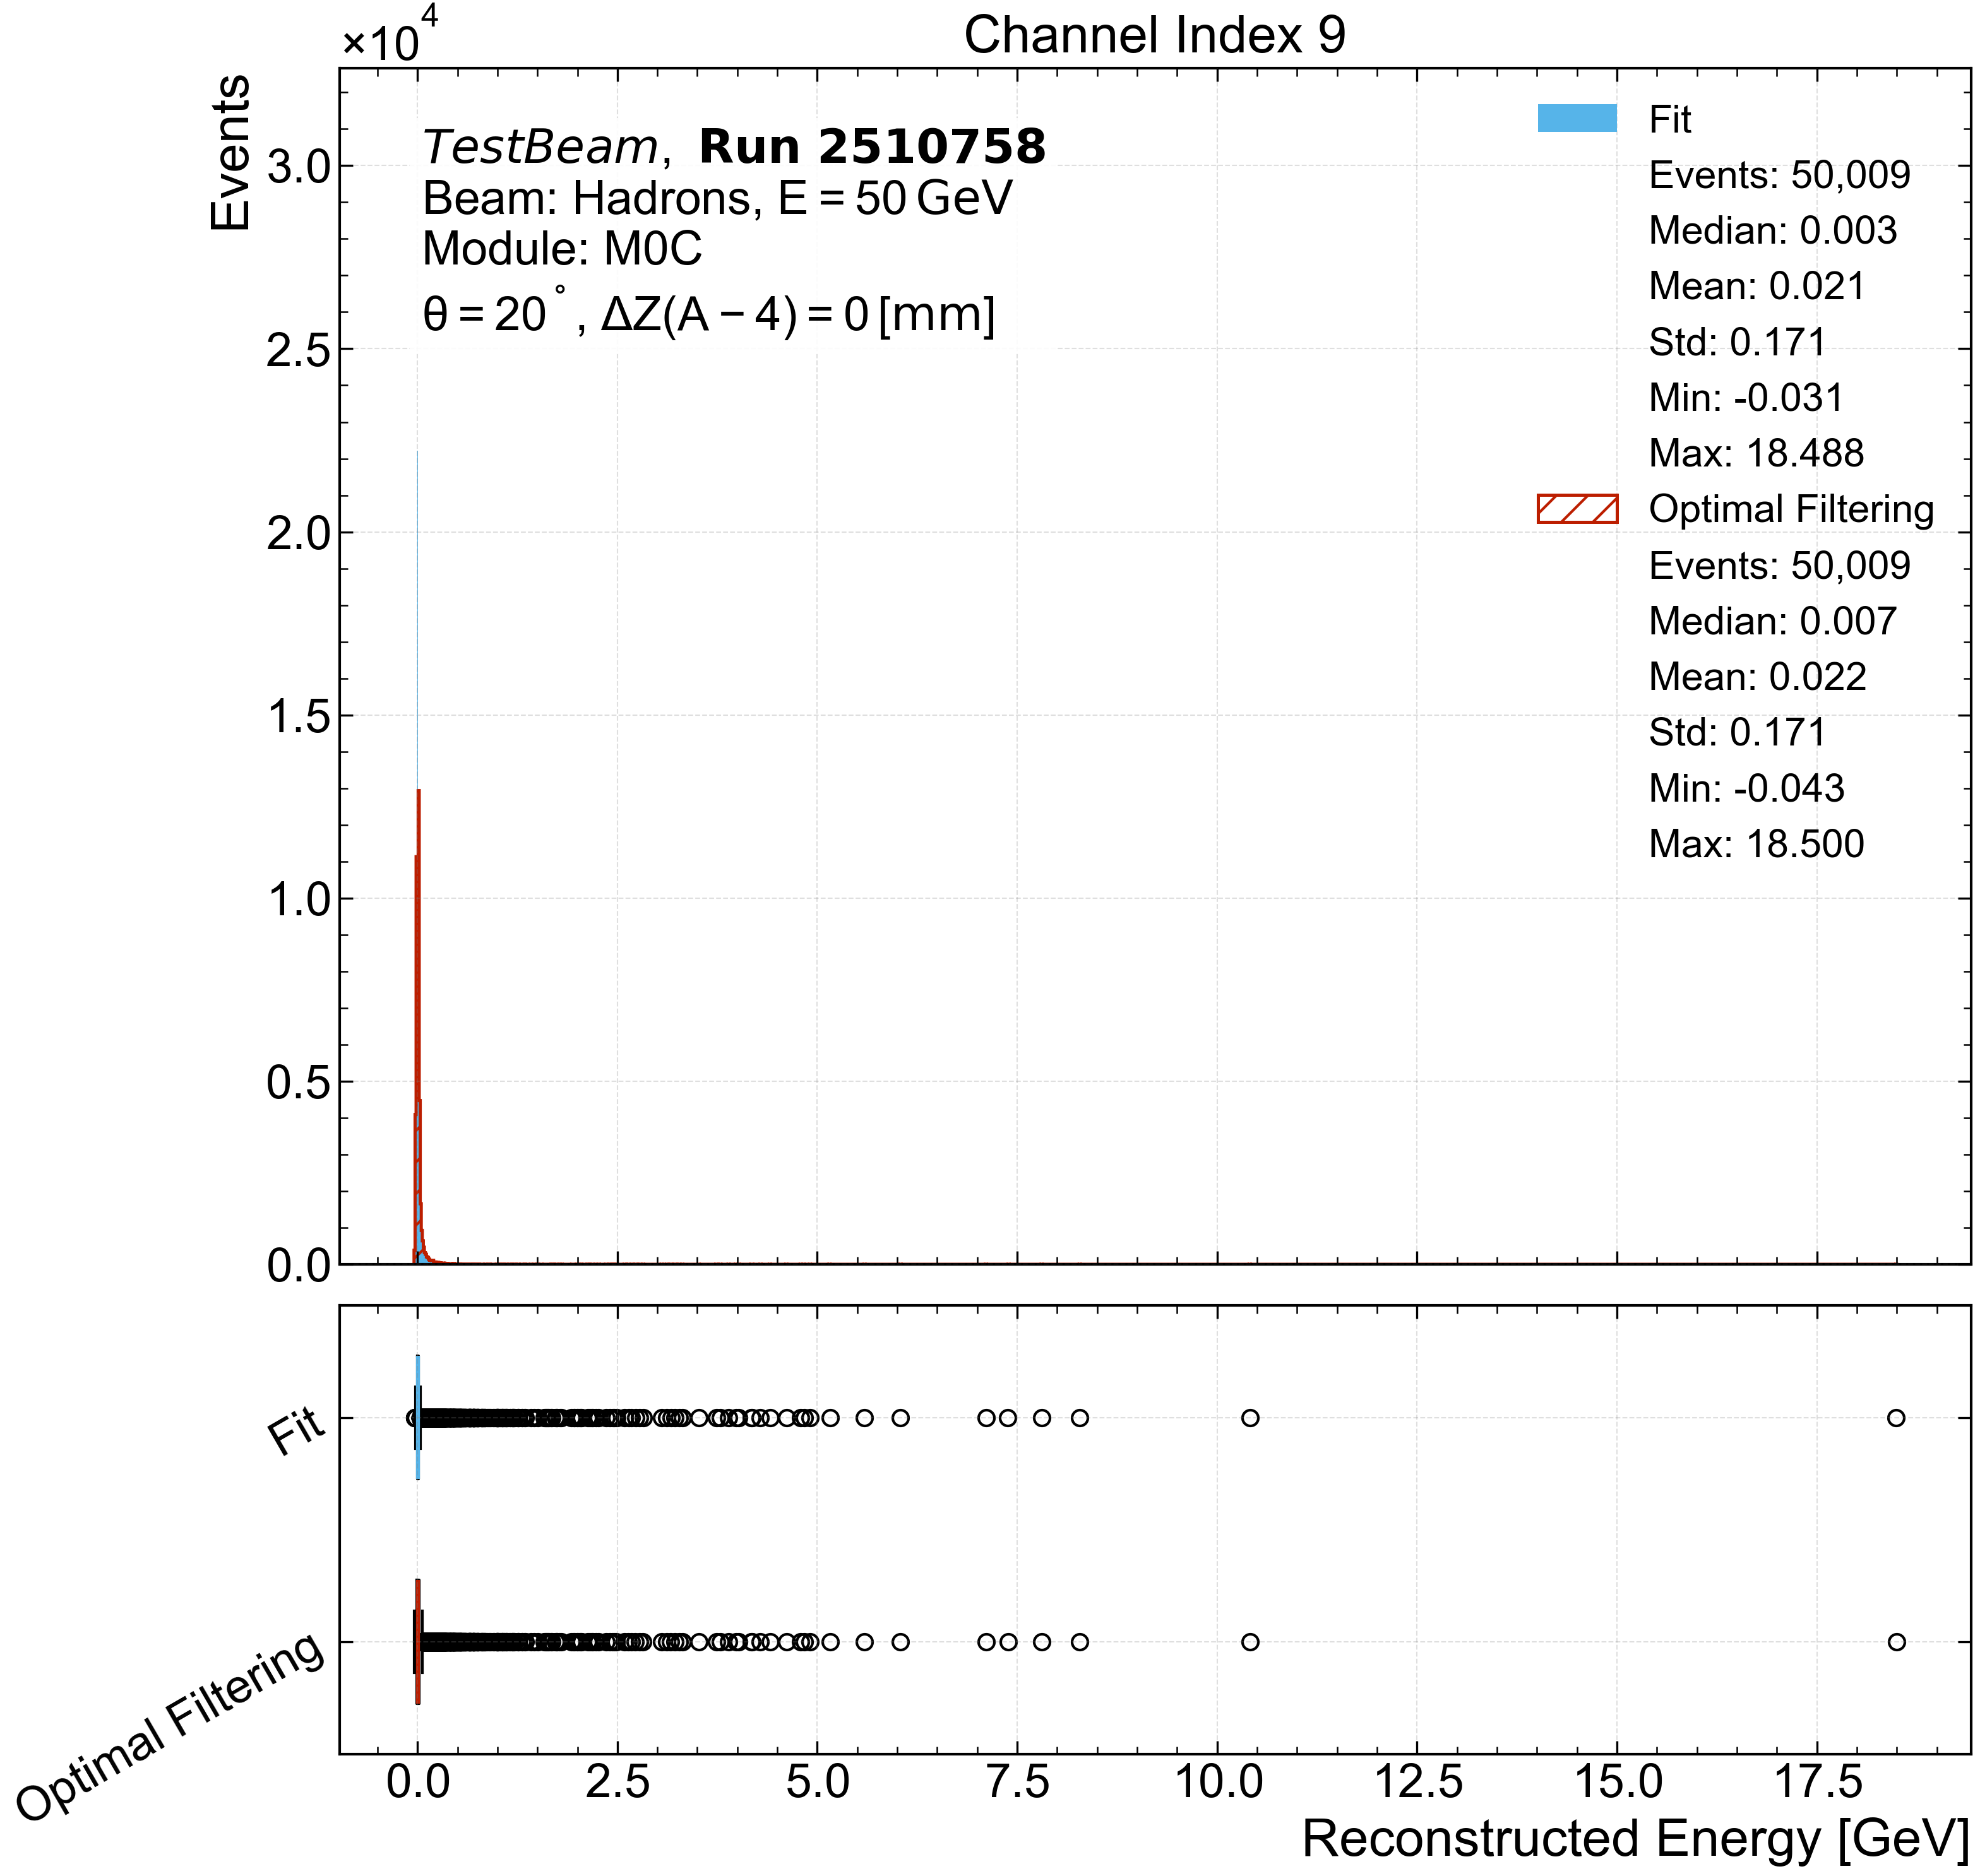 Channel Index 9
×10⁴
Events
TestBeam, Run 2510758
Beam: Hadrons, E = 50 GeV
Module: M0C
θ = 20°, ΔZ(A − 4) = 0 [mm]
Fit
Events: 50,009
Median: 0.003
Mean: 0.021
Std: 0.171
Min: -0.031
Max: 18.488
Optimal Filtering
Events: 50,009
Median: 0.007
Mean: 0.022
Std: 0.171
Min: -0.043
Max: 18.500
3.0
2.5
2.0
1.5
1.0
0.5
0.0
Fit
Optimal Filtering
0.0 2.5 5.0 7.5 10.0 12.5 15.0 17.5
Reconstructed Energy [GeV]